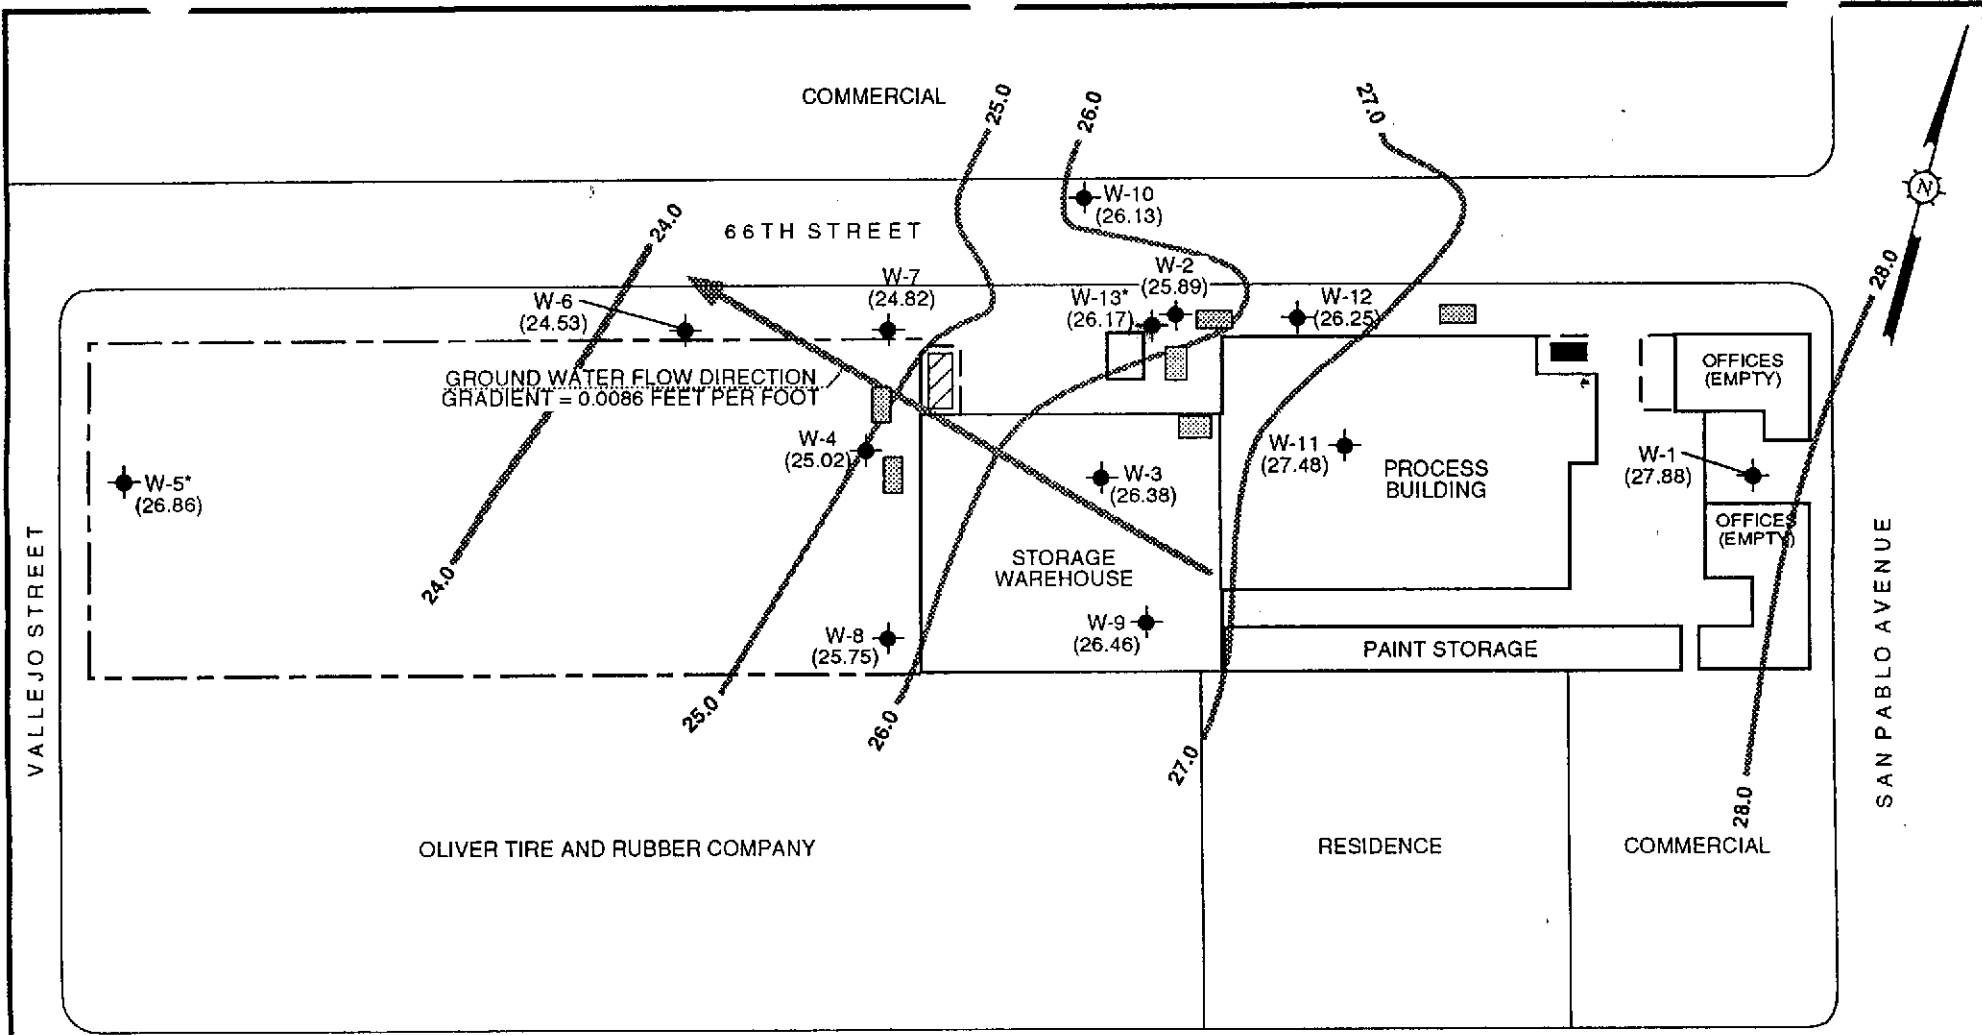 COMMERCIAL
25.0
26.0
27.0
N
W-10
(26.13)
24.0
66TH STREET
28.0
W-7
(24.82)
W-2
(25.89)
W-6
(24.53)
W-13*
(26.17)
W-12
(26.25)
GROUND WATER FLOW DIRECTION
GRADIENT = 0.0086 FEET PER FOOT
OFFICES
(EMPTY)
W-4
(25.02)
W-11
(27.48)
W-3
(26.38)
PROCESS
BUILDING
W-1
(27.88)
W-5*
(26.86)
OFFICES
(EMPTY)
VALLEJO STREET
SAN PABLO AVENUE
24.0
STORAGE
WAREHOUSE
W-8
(25.75)
W-9
(26.46)
PAINT STORAGE
25.0
26.0
27.0
28.0
OLIVER TIRE AND RUBBER COMPANY
RESIDENCE
COMMERCIAL